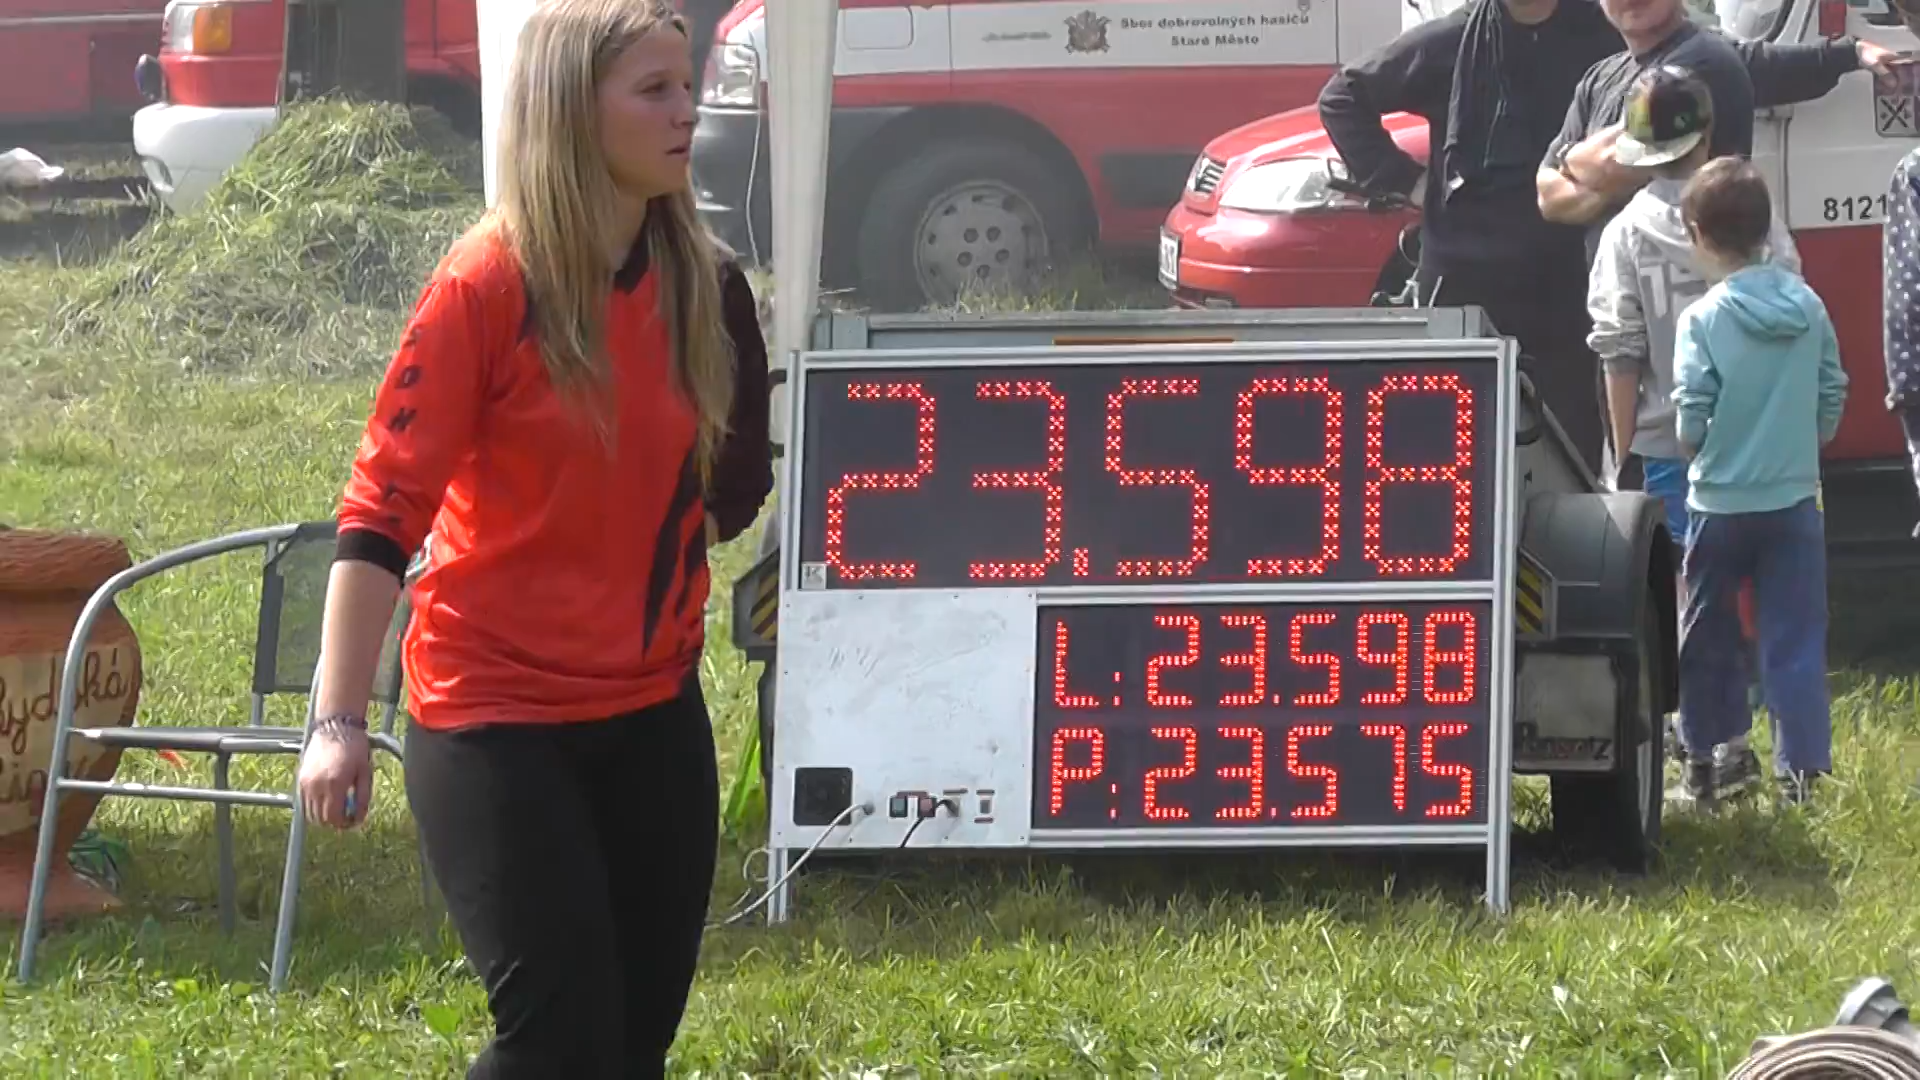 Sbor dobrovolných hasičů
Staré Město
8121
23.598
L:23.598
P:23.575